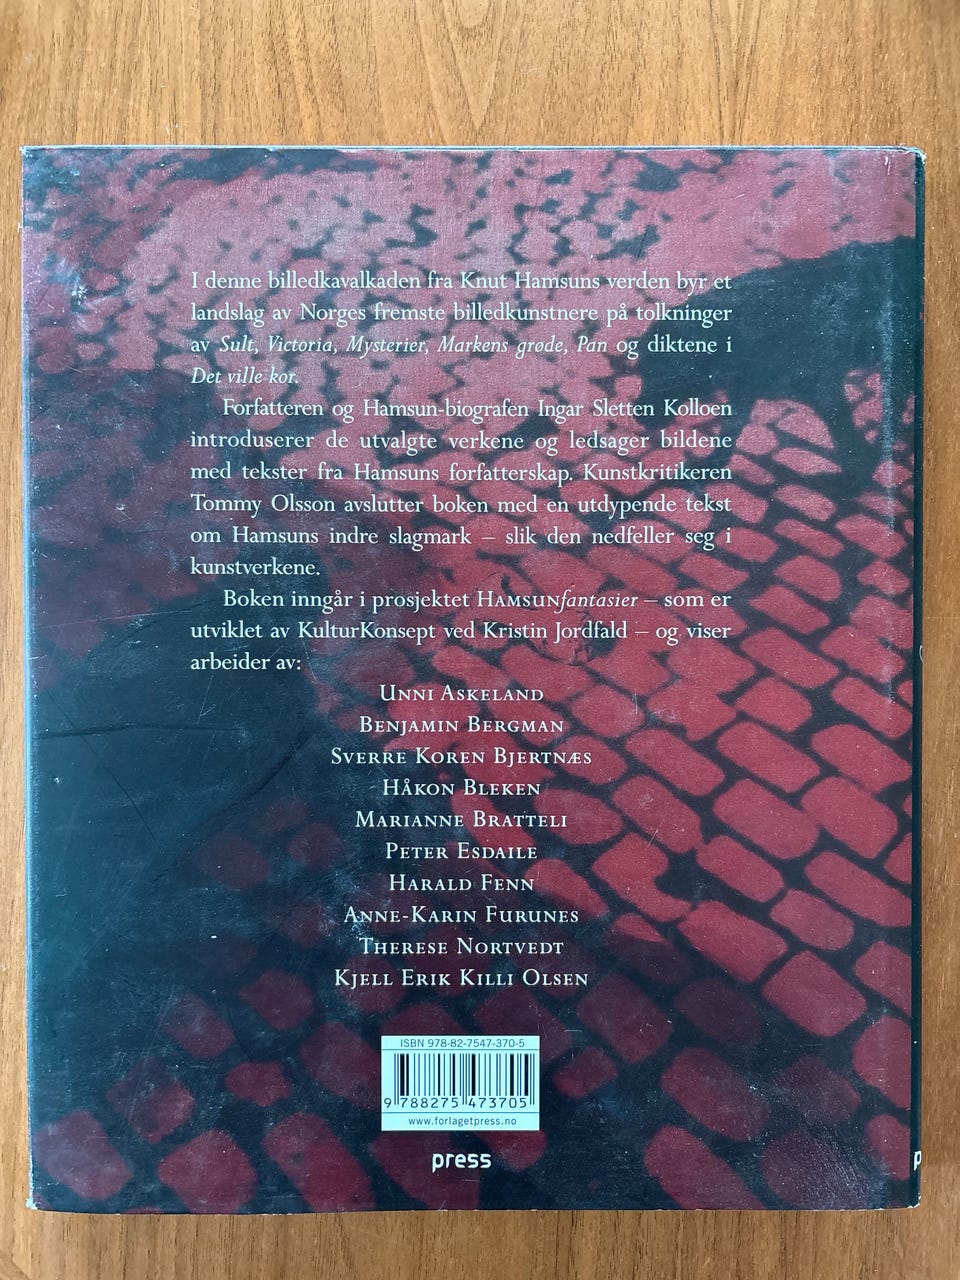 I denne billedkavalkaden fra Knut Hamsuns verden byr et
landslag av Norges fremste billedkunstnere på tolkninger
av Sult, Victoria, Mysterier, Markens grøde, Pan og diktene i
Det ville kor.
Forfatteren og Hamsun-biografen Ingar Sletten Kolloen
introduserer de utvalgte verkene og ledsager bildene
med tekster fra Hamsuns forfatterskap. Kunstkritikeren
Tommy Olsson avslutter boken med en utdypende tekst
om Hamsuns indre slagmark – slik den nedfeller seg i
kunstverkene.
Boken inngår i prosjektet HAMSUNfantasier – som er
utviklet av KulturKonsept ved Kristin Jordfald – og viser
arbeider av:
UNNI ASKELAND
BENJAMIN BERGMAN
SVERRE KOREN BJERTNÆS
HÅKON BLEKEN
MARIANNE BRATTELI
PETER ESDAILE
HARALD FENN
ANNE-KARIN FURUNES
THERESE NORTVEDT
KJELL ERIK KILLI OLSEN
ISBN 978-82-7547-370-5
9 788275 473705
www.forlagetpress.no
press